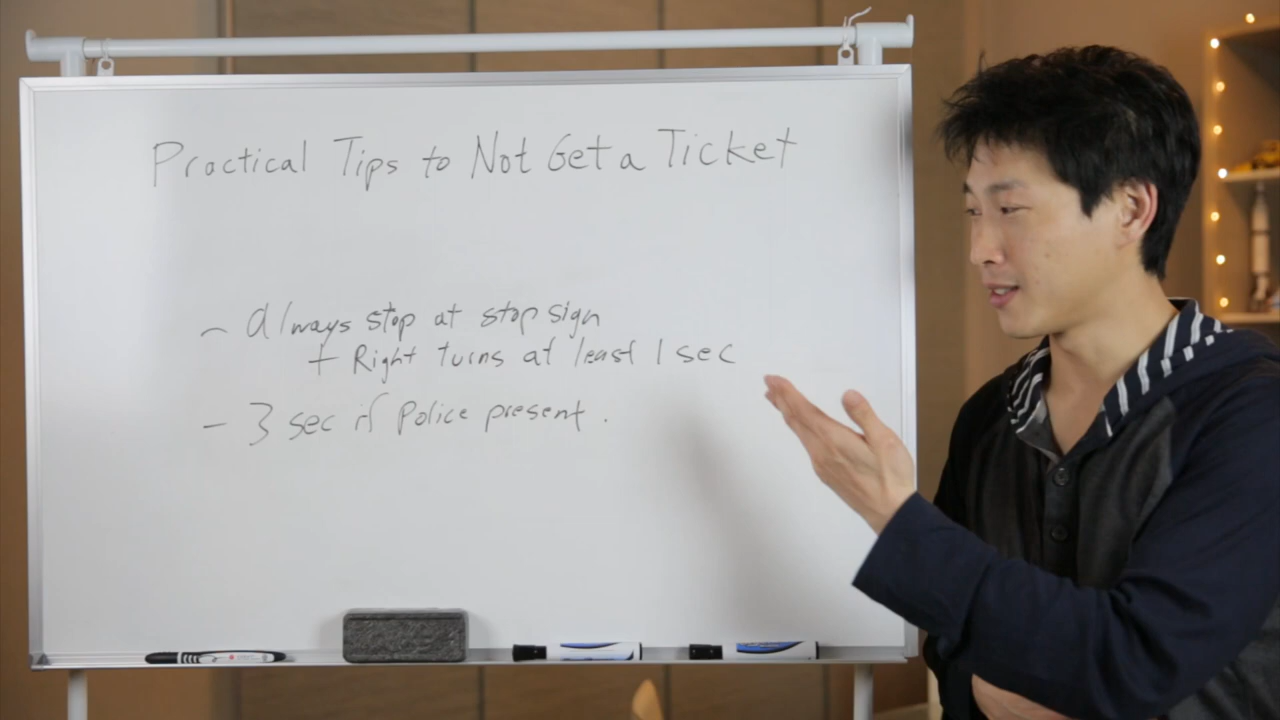 Practical Tips to Not Get a Ticket
- Always stop at stop sign
+ Right turns at least 1 sec
- 3 sec if Police present.